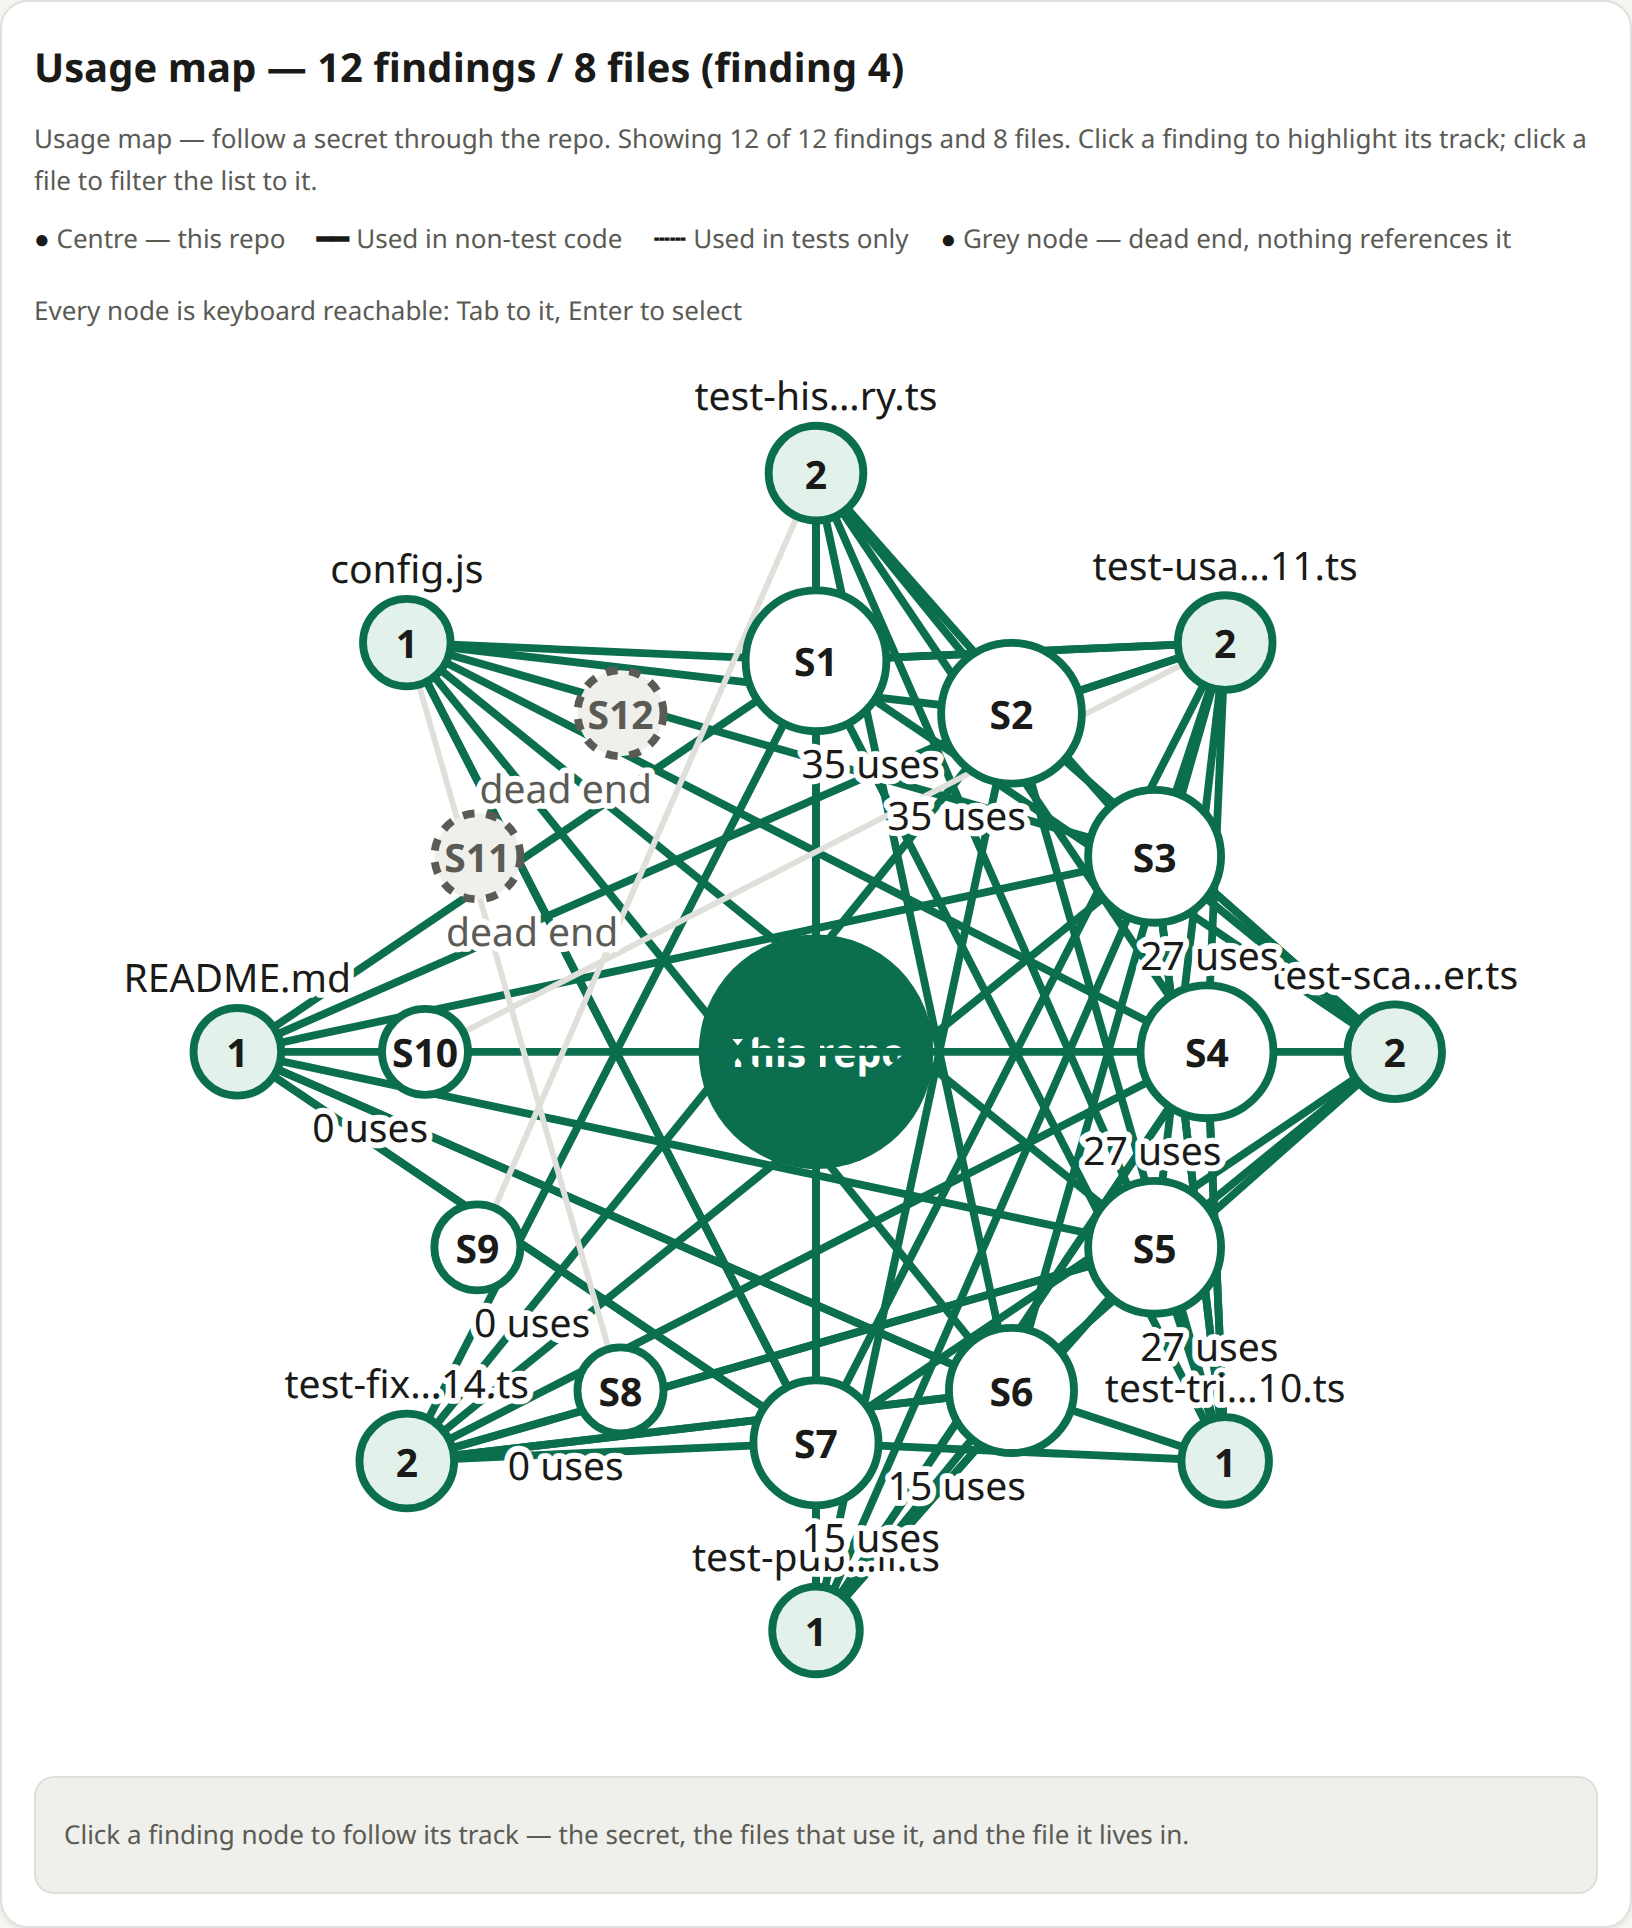 Usage map — 12 findings / 8 files (finding 4)
Usage map — follow a secret through the repo. Showing 12 of 12 findings and 8 files. Click a finding to highlight its track; click a
file to filter the list to it.
● Centre — this repo ━━ Used in non-test code ┅┅ Used in tests only ● Grey node — dead end, nothing references it
Every node is keyboard reachable: Tab to it, Enter to select
test-his…ry.ts
2
config.js
1
test-usa…11.ts
2
S1
S2
S12
35 uses
dead end
35 uses
S3
S11
dead end
27 uses
README.md
test-sca…er.ts
1
S10
This repo
S4
2
0 uses
27 uses
S9
S5
0 uses
27 uses
test-fix…14.ts
S8
S6
test-tri…10.ts
2
S7
1
0 uses
15 uses
15 uses
1
Click a finding node to follow its track — the secret, the files that use it, and the file it lives in.